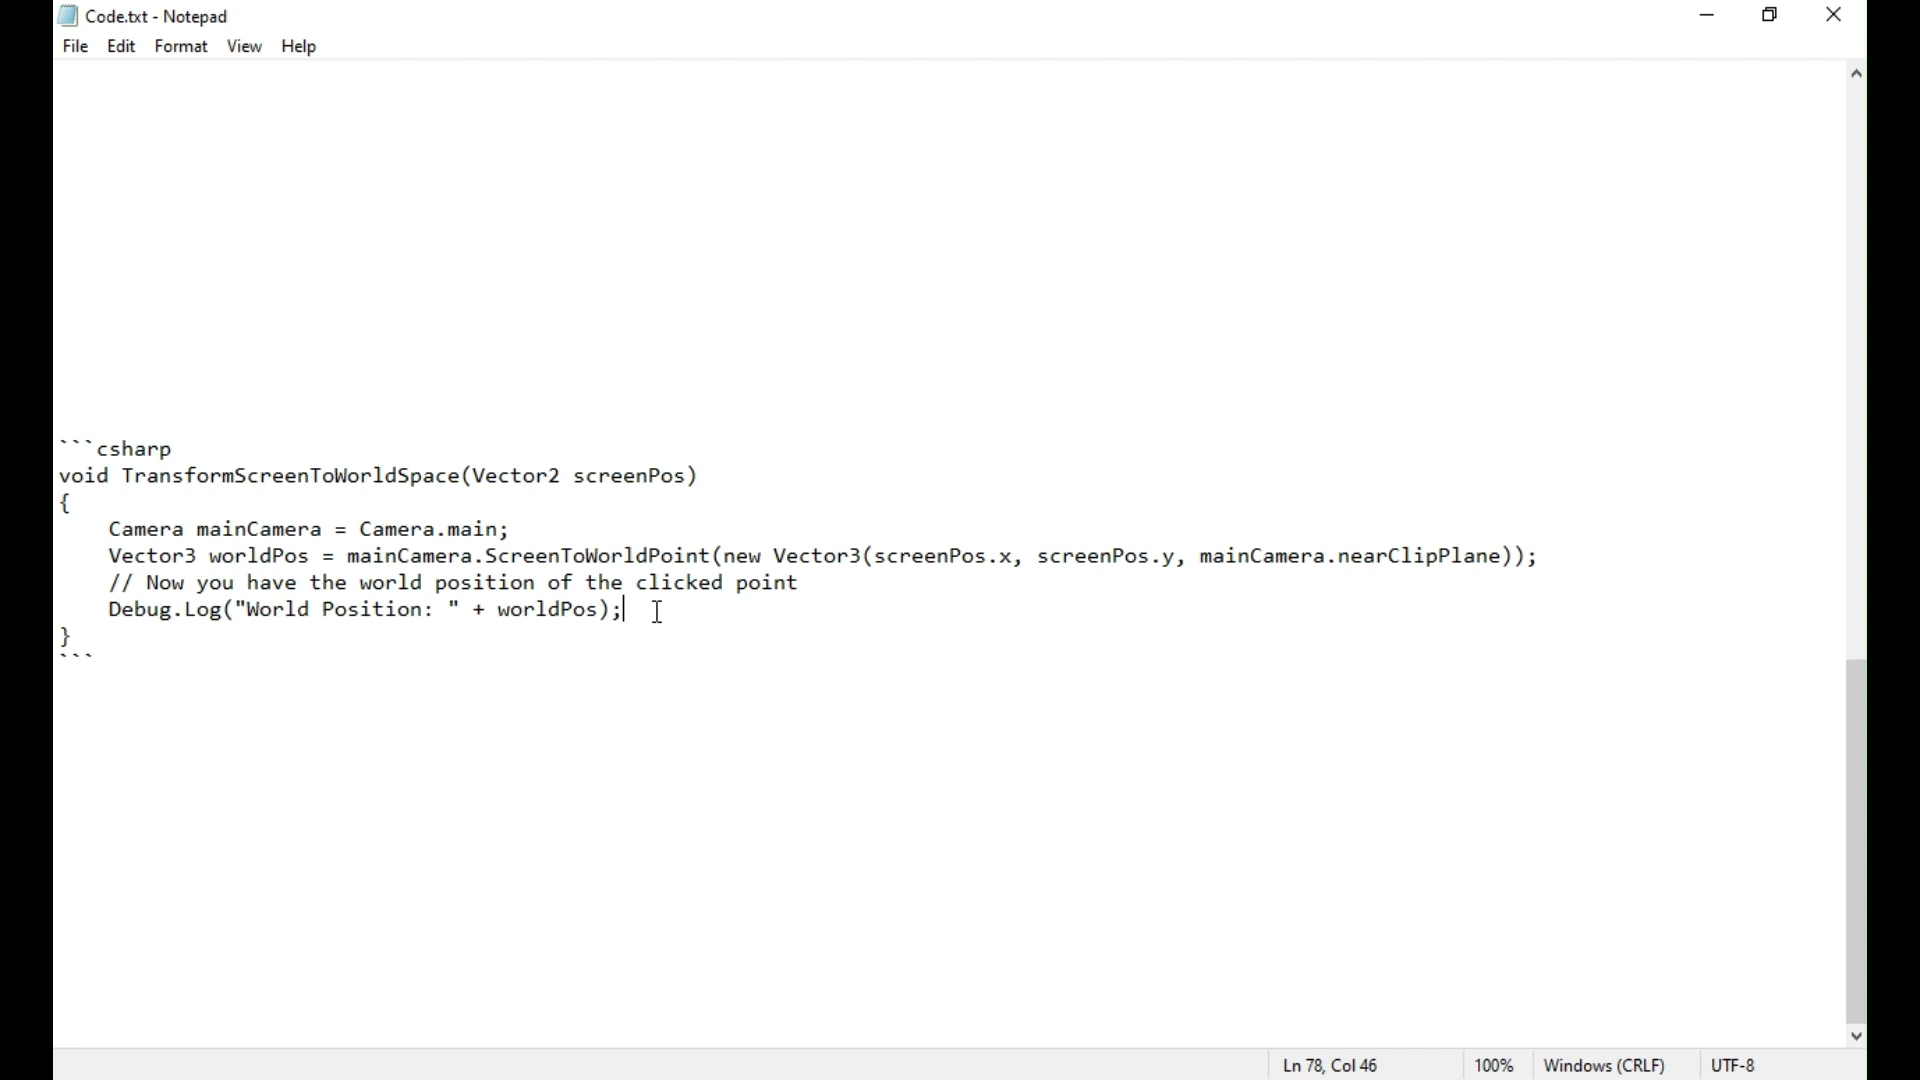 Code.txt - Notepad
File Edit Format View Help
```csharp
void TransformScreenToWorldSpace(Vector2 screenPos)
{
    Camera mainCamera = Camera.main;
    Vector3 worldPos = mainCamera.ScreenToWorldPoint(new Vector3(screenPos.x, screenPos.y, mainCamera.nearClipPlane));
    // Now you have the world position of the clicked point
    Debug.Log("World Position: " + worldPos);
}
```
Ln 78, Col 46 100% Windows (CRLF) UTF-8